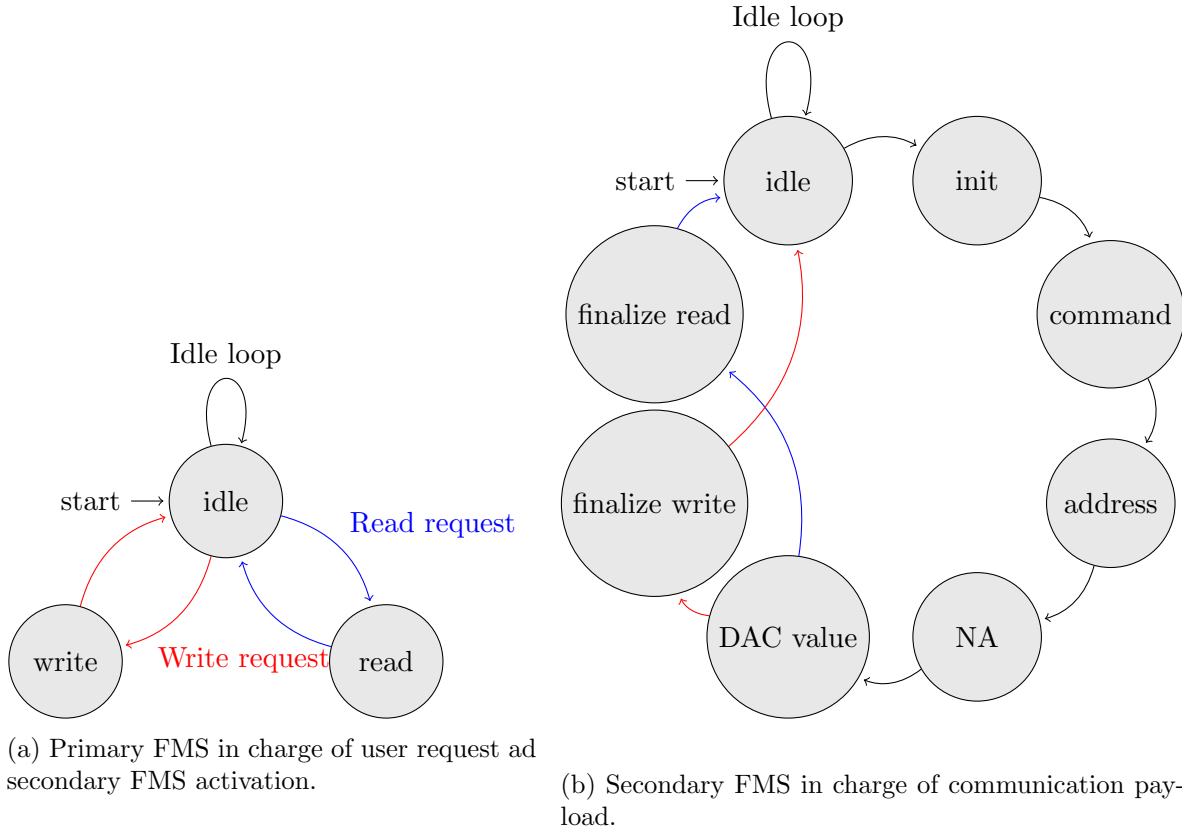 Idle loop
start
idle
Read request
write
Write request
read
(a) Primary FMS in charge of user request ad
secondary FMS activation.
Idle loop
start
idle
init
finalize read
command
finalize write
address
DAC value
NA
(b) Secondary FMS in charge of communication pay-
load.